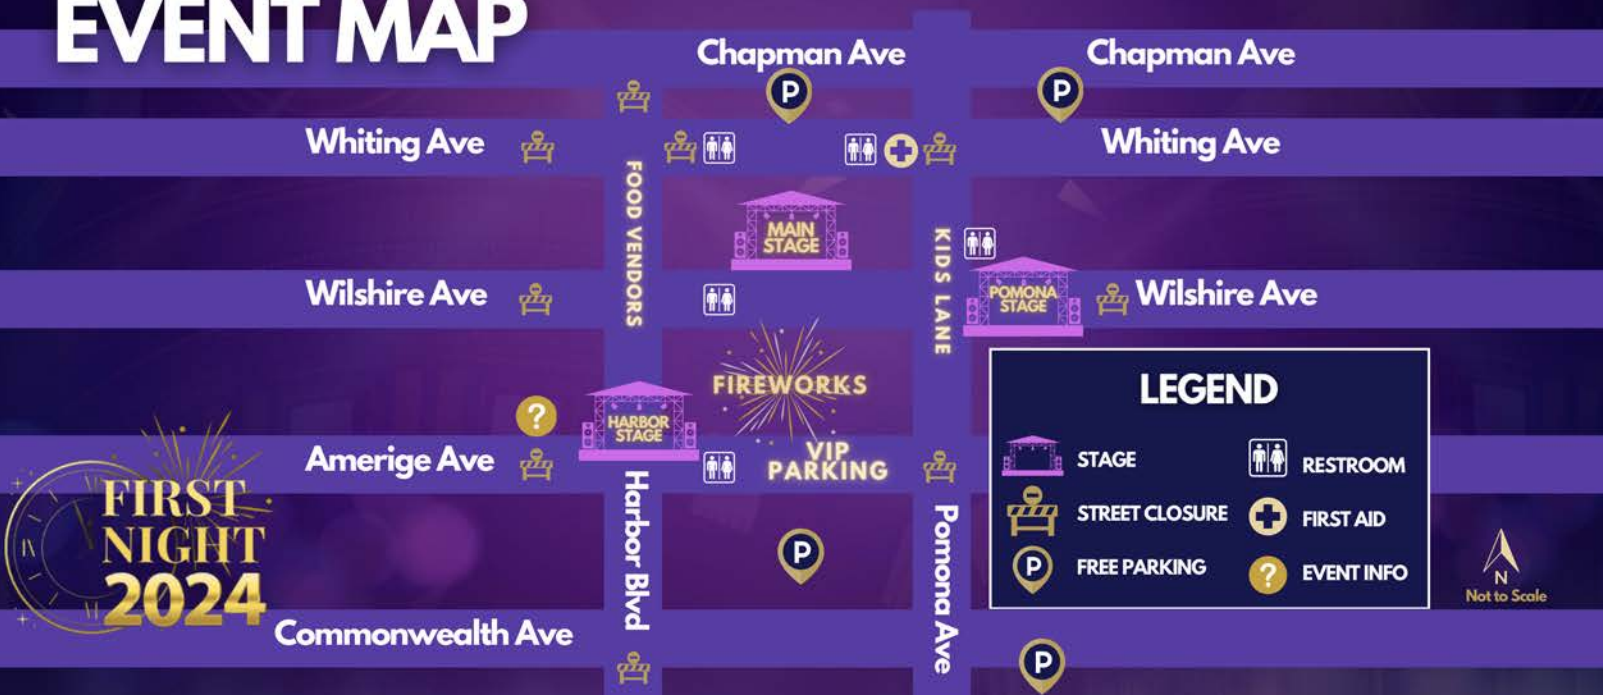 EVENT MAP
Chapman Ave
Chapman Ave
P
P
Whiting Ave
Whiting Ave
FOOD VENDORS
MAIN
STAGE
KIDS LANE
Wilshire Ave
POMONA
STAGE
Wilshire Ave
FIREWORKS
?
HARBOR
STAGE
Amerige Ave
VIP
PARKING
Harbor Blvd
Pomona Ave
P
FIRST
NIGHT
2024
Commonwealth Ave
P
LEGEND
STAGE
RESTROOM
STREET CLOSURE
FIRST AID
P
FREE PARKING
?
EVENT INFO
N
Not to Scale